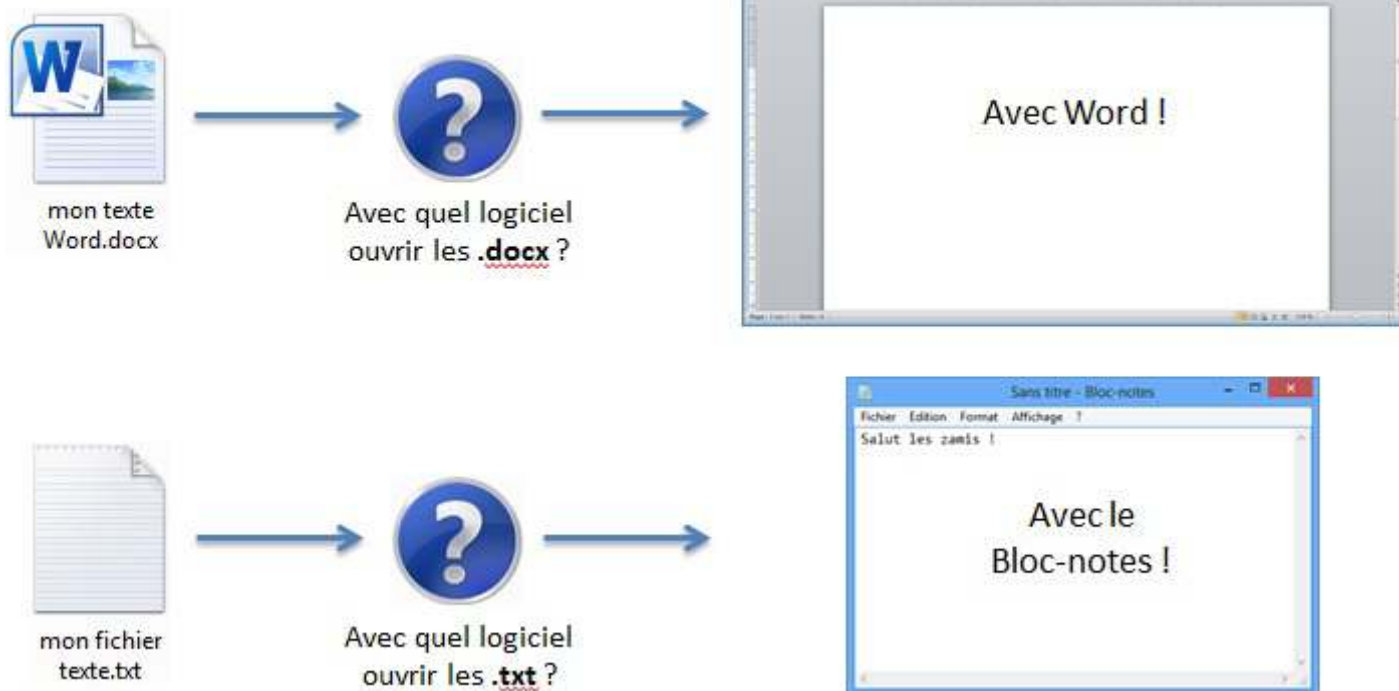 W
mon texte
Word.docx
?
Avec quel logiciel
ouvrir les .docx ?
Avec Word !
mon fichier
texte.txt
?
Avec quel logiciel
ouvrir les .txt ?
Sans titre - Bloc-notes
Fichier Edition Format Affichage ?
Salut les zamis !
Avec le
Bloc-notes !